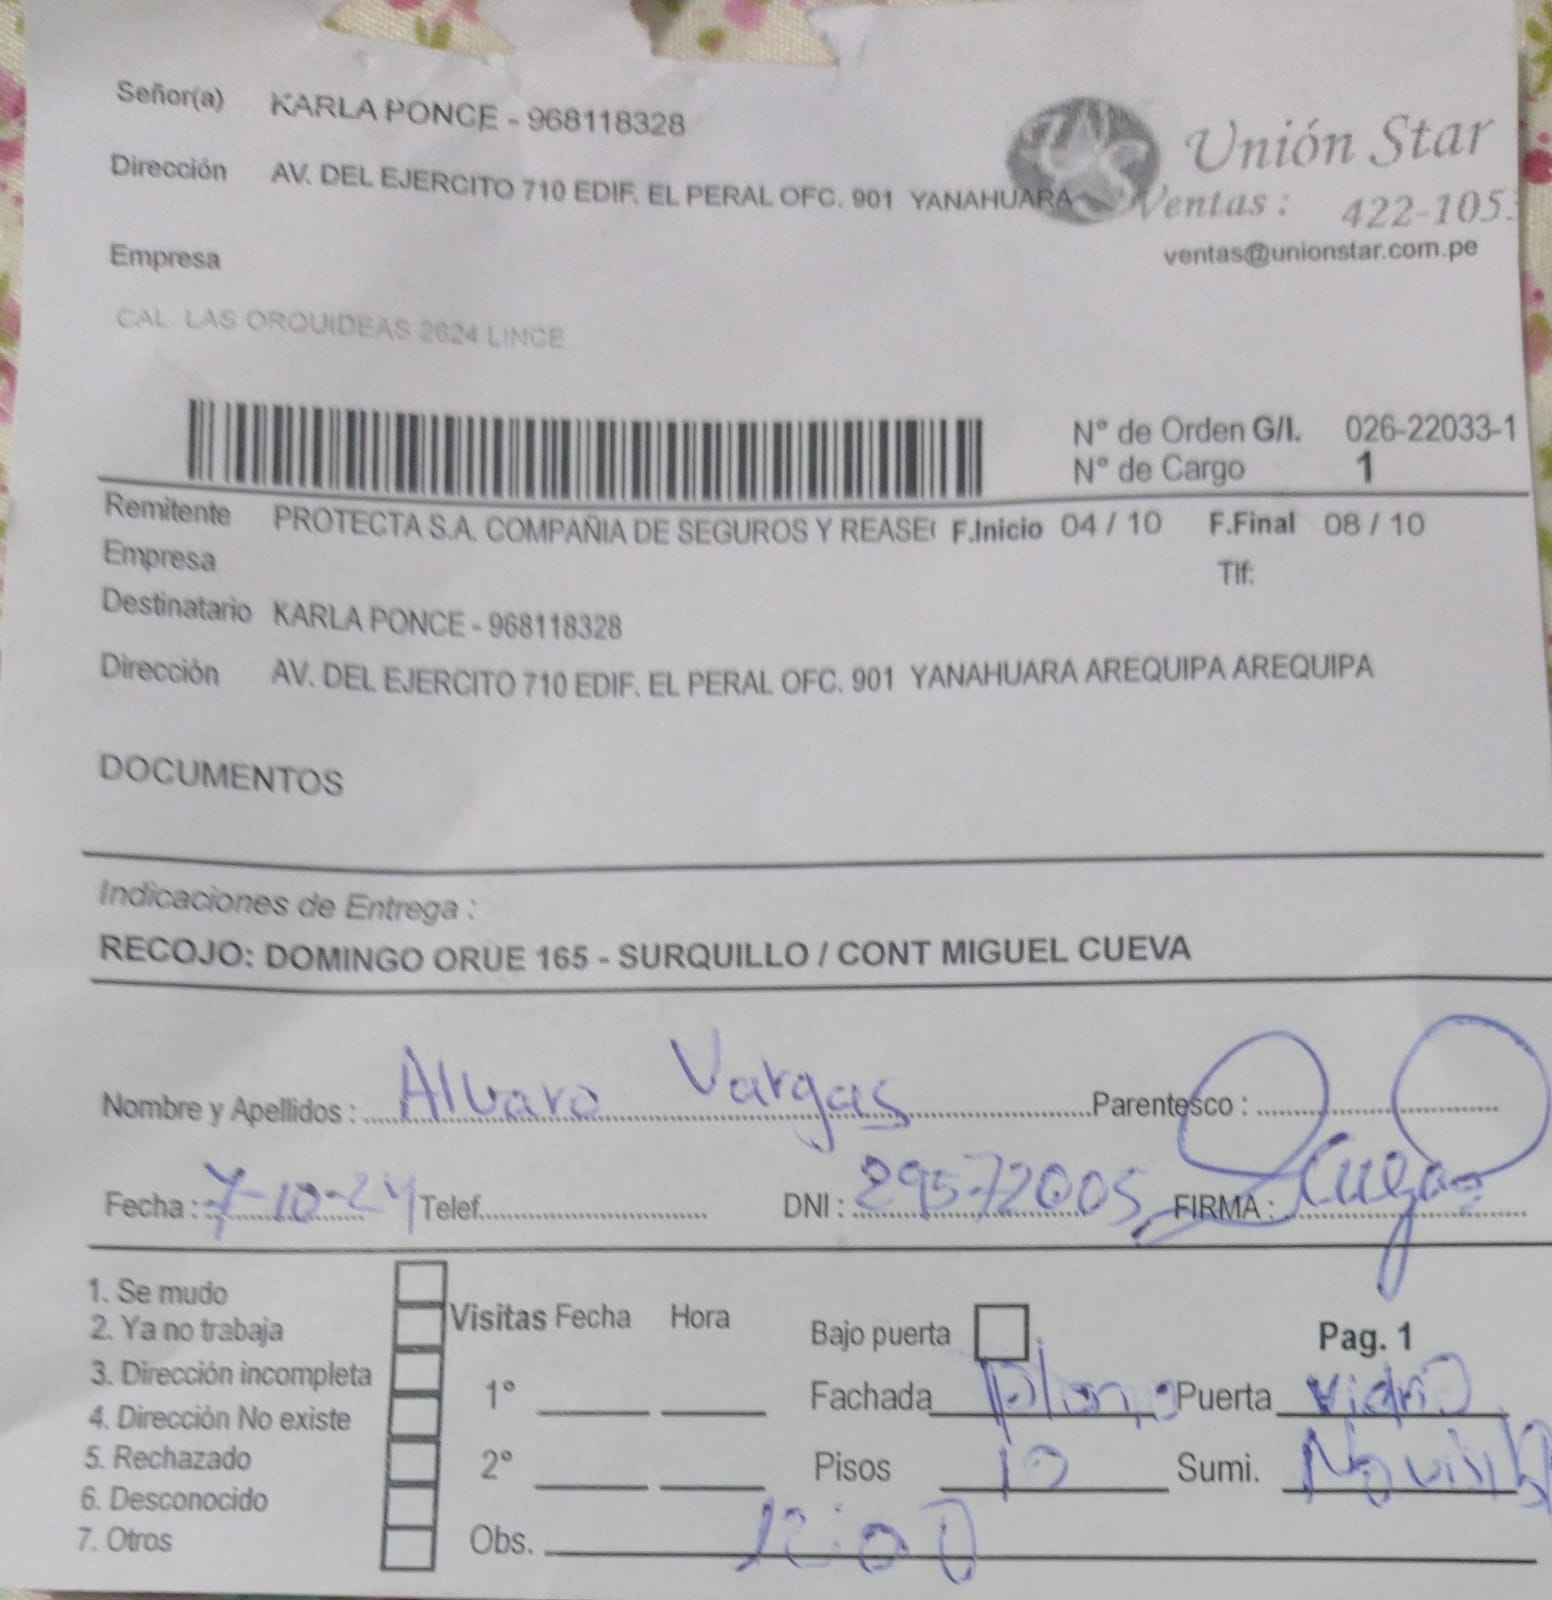 Señor(a) KARLA PONCE - 968118328
Unión Star
Dirección AV. DEL EJERCITO 710 EDIF. EL PERAL OFC. 901 YANAHUARA
Ventas : 422-105
ventas@unionstar.com.pe
Empresa
CAL. LAS ORQUIDEAS 2624 LINCE
N° de Orden G/I. 026-22033-1
N° de Cargo 1
Remitente PROTECTA S.A. COMPAÑIA DE SEGUROS Y REASE F.Inicio 04 / 10 F.Final 08 / 10
Empresa Tlf:
Destinatario KARLA PONCE - 968118328
Dirección AV. DEL EJERCITO 710 EDIF. EL PERAL OFC. 901 YANAHUARA AREQUIPA AREQUIPA
DOCUMENTOS
Indicaciones de Entrega :
RECOJO: DOMINGO ORUE 165 - SURQUILLO / CONT MIGUEL CUEVA
Nombre y Apellidos : Alvaro Vargas Parentesco :
Fecha : 7-10-24 Telef. DNI : 29572005 FIRMA :
1. Se mudo
2. Ya no trabaja
3. Dirección incompleta
4. Dirección No existe
5. Rechazado
6. Desconocido
7. Otros
Visitas Fecha Hora
1°
2°
Obs.
Bajo puerta Pag. 1
Fachada Puerta vidrio
Pisos 10 Sumi. No